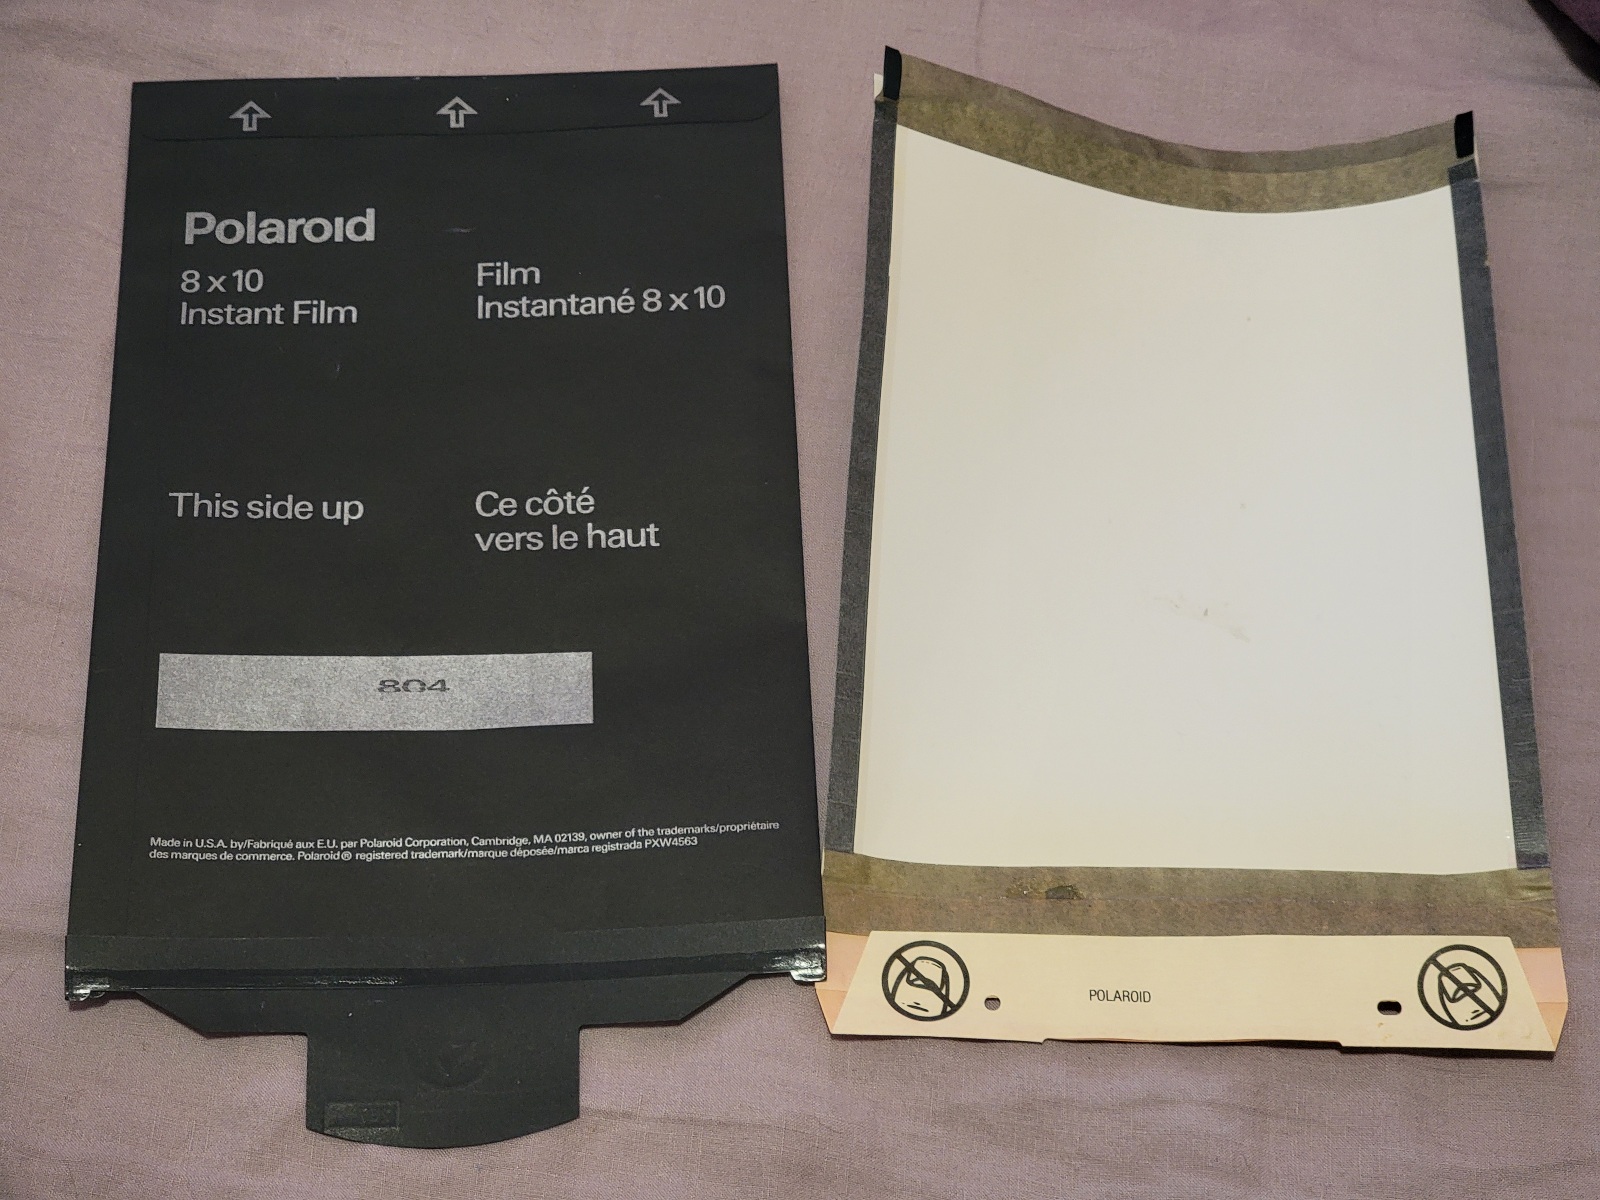 Polaroid
8 x 10
Instant Film
Film
Instantané 8 x 10
This side up
Ce côté
vers le haut
804
Made in U.S.A. by/Fabriqué aux E.U. par Polaroid Corporation, Cambridge, MA 02139, owner of the trademarks/propriétaire
des marques de commerce. Polaroid® registered trademark/marque déposée/marca registrada PXW4563
POLAROID